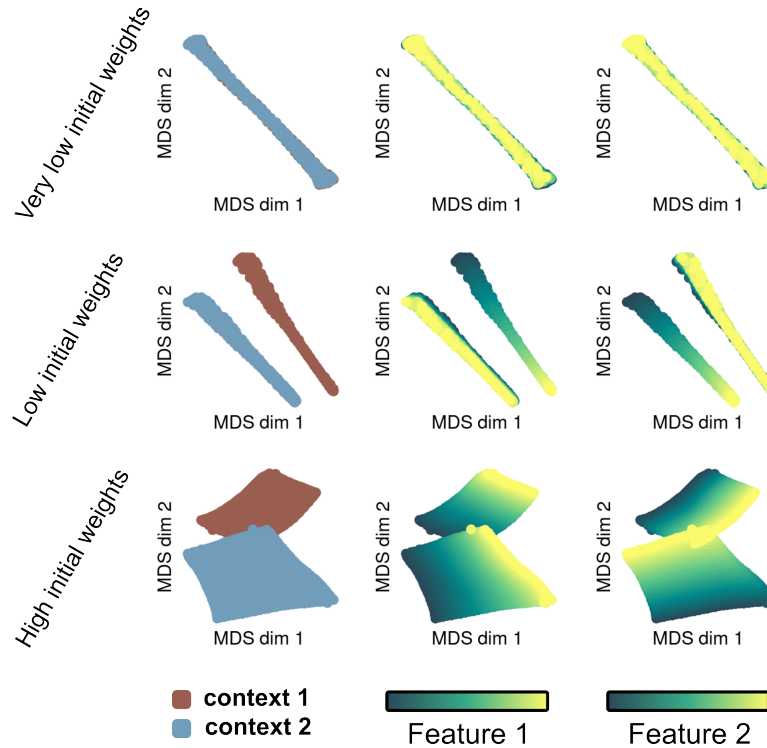 Very low initial weights
MDS dim 2
MDS dim 1
MDS dim 2
MDS dim 1
MDS dim 2
MDS dim 1
Low initial weights
MDS dim 2
MDS dim 1
MDS dim 2
MDS dim 1
MDS dim 2
MDS dim 1
High initial weights
MDS dim 2
MDS dim 1
MDS dim 2
MDS dim 1
MDS dim 2
MDS dim 1
context 1
context 2
Feature 1
Feature 2